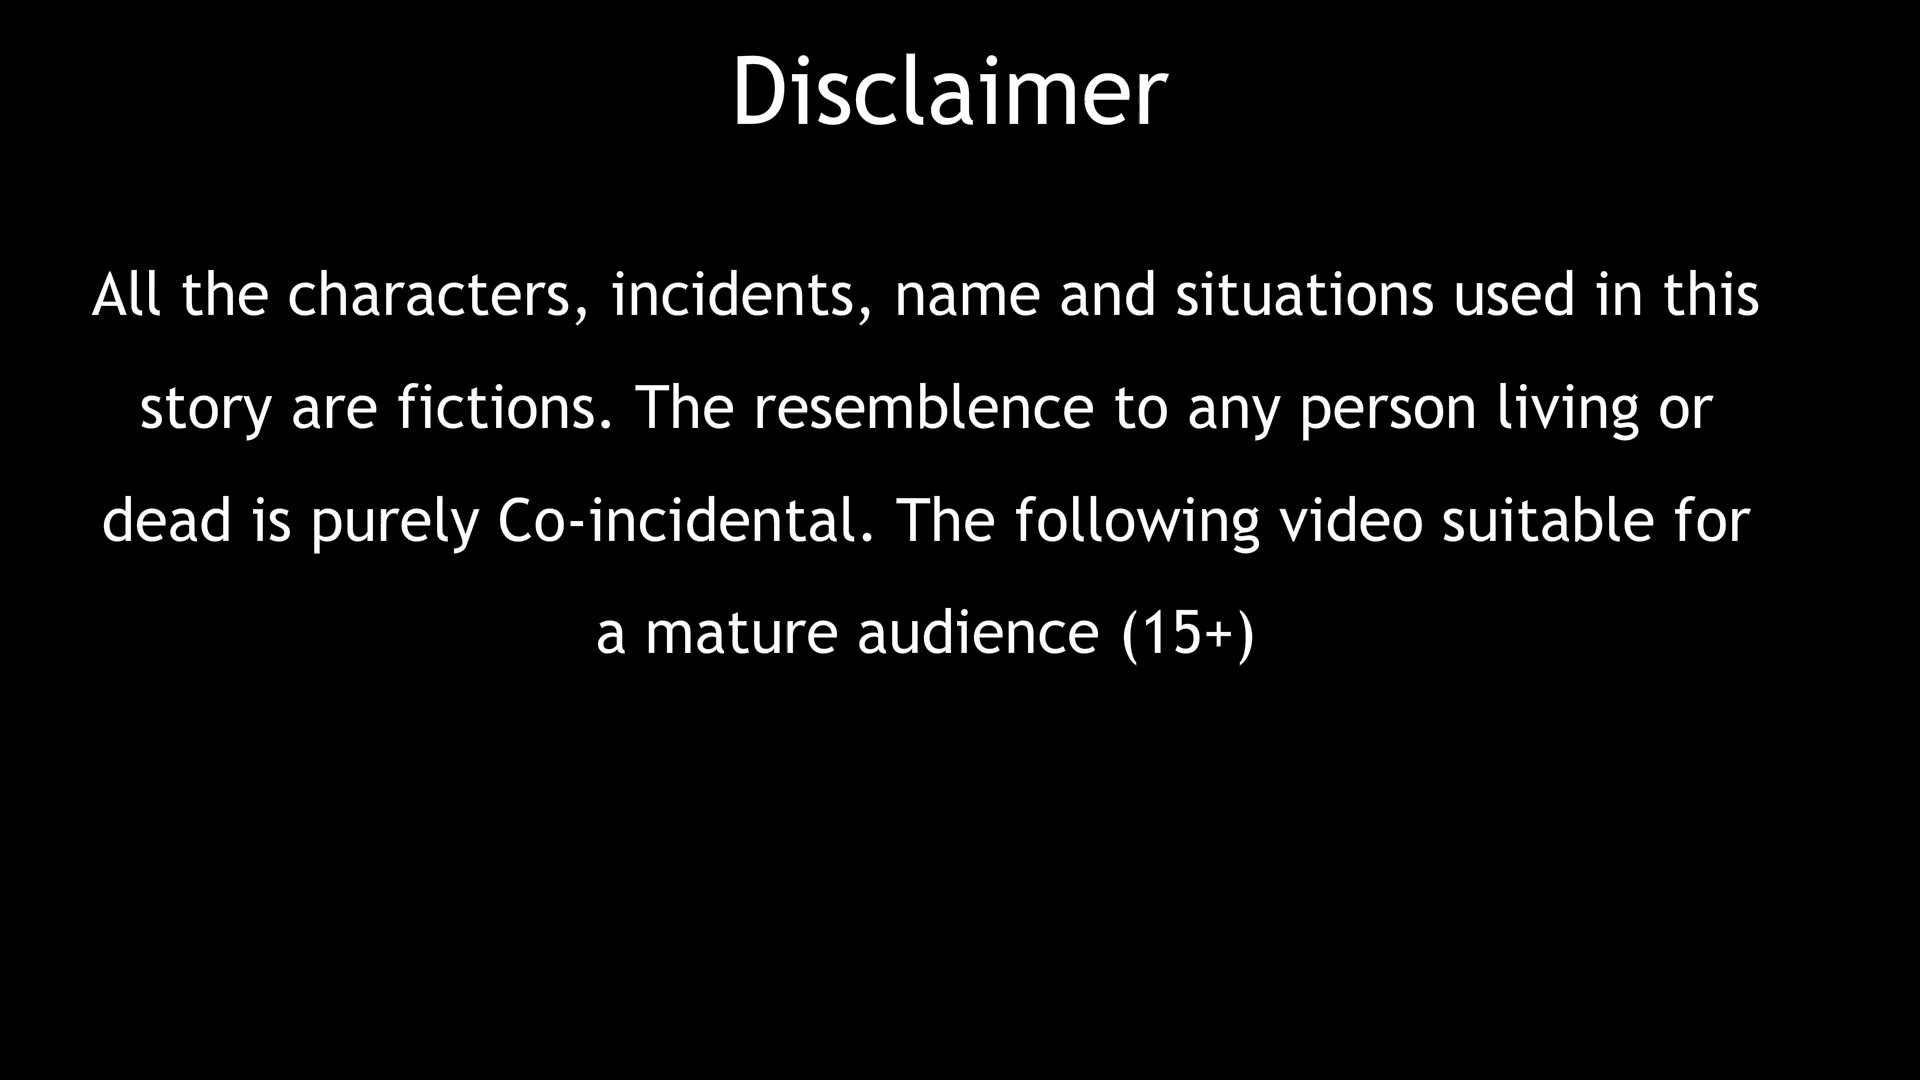 Disclaimer
All the characters, incidents, name and situations used in this
story are fictions. The resemblence to any person living or
dead is purely Co-incidental. The following video suitable for
a mature audience (15+)